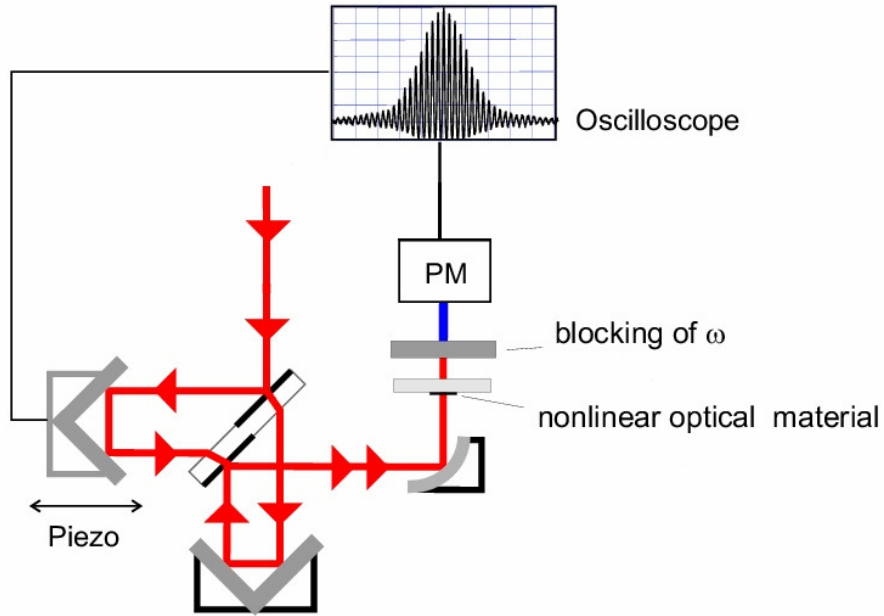 Oscilloscope
PM
blocking of ω
nonlinear optical material
Piezo